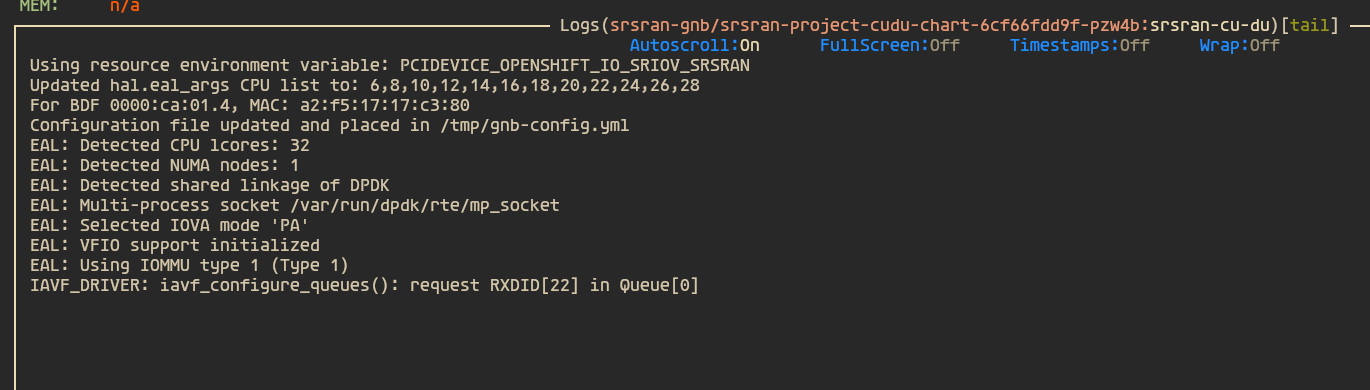 MEM: n/a
Logs(srsran-gnb/srsran-project-cudu-chart-6cf66fdd9f-pzw4b:srsran-cu-du)[tail]
Autoscroll:On FullScreen:Off Timestamps:Off Wrap:Off
Using resource environment variable: PCIDEVICE_OPENSHIFT_IO_SRIOV_SRSRAN
Updated hal.eal_args CPU list to: 6,8,10,12,14,16,18,20,22,24,26,28
For BDF 0000:ca:01.4, MAC: a2:f5:17:17:c3:80
Configuration file updated and placed in /tmp/gnb-config.yml
EAL: Detected CPU lcores: 32
EAL: Detected NUMA nodes: 1
EAL: Detected shared linkage of DPDK
EAL: Multi-process socket /var/run/dpdk/rte/mp_socket
EAL: Selected IOVA mode 'PA'
EAL: VFIO support initialized
EAL: Using IOMMU type 1 (Type 1)
IAVF_DRIVER: iavf_configure_queues(): request RXDID[22] in Queue[0]